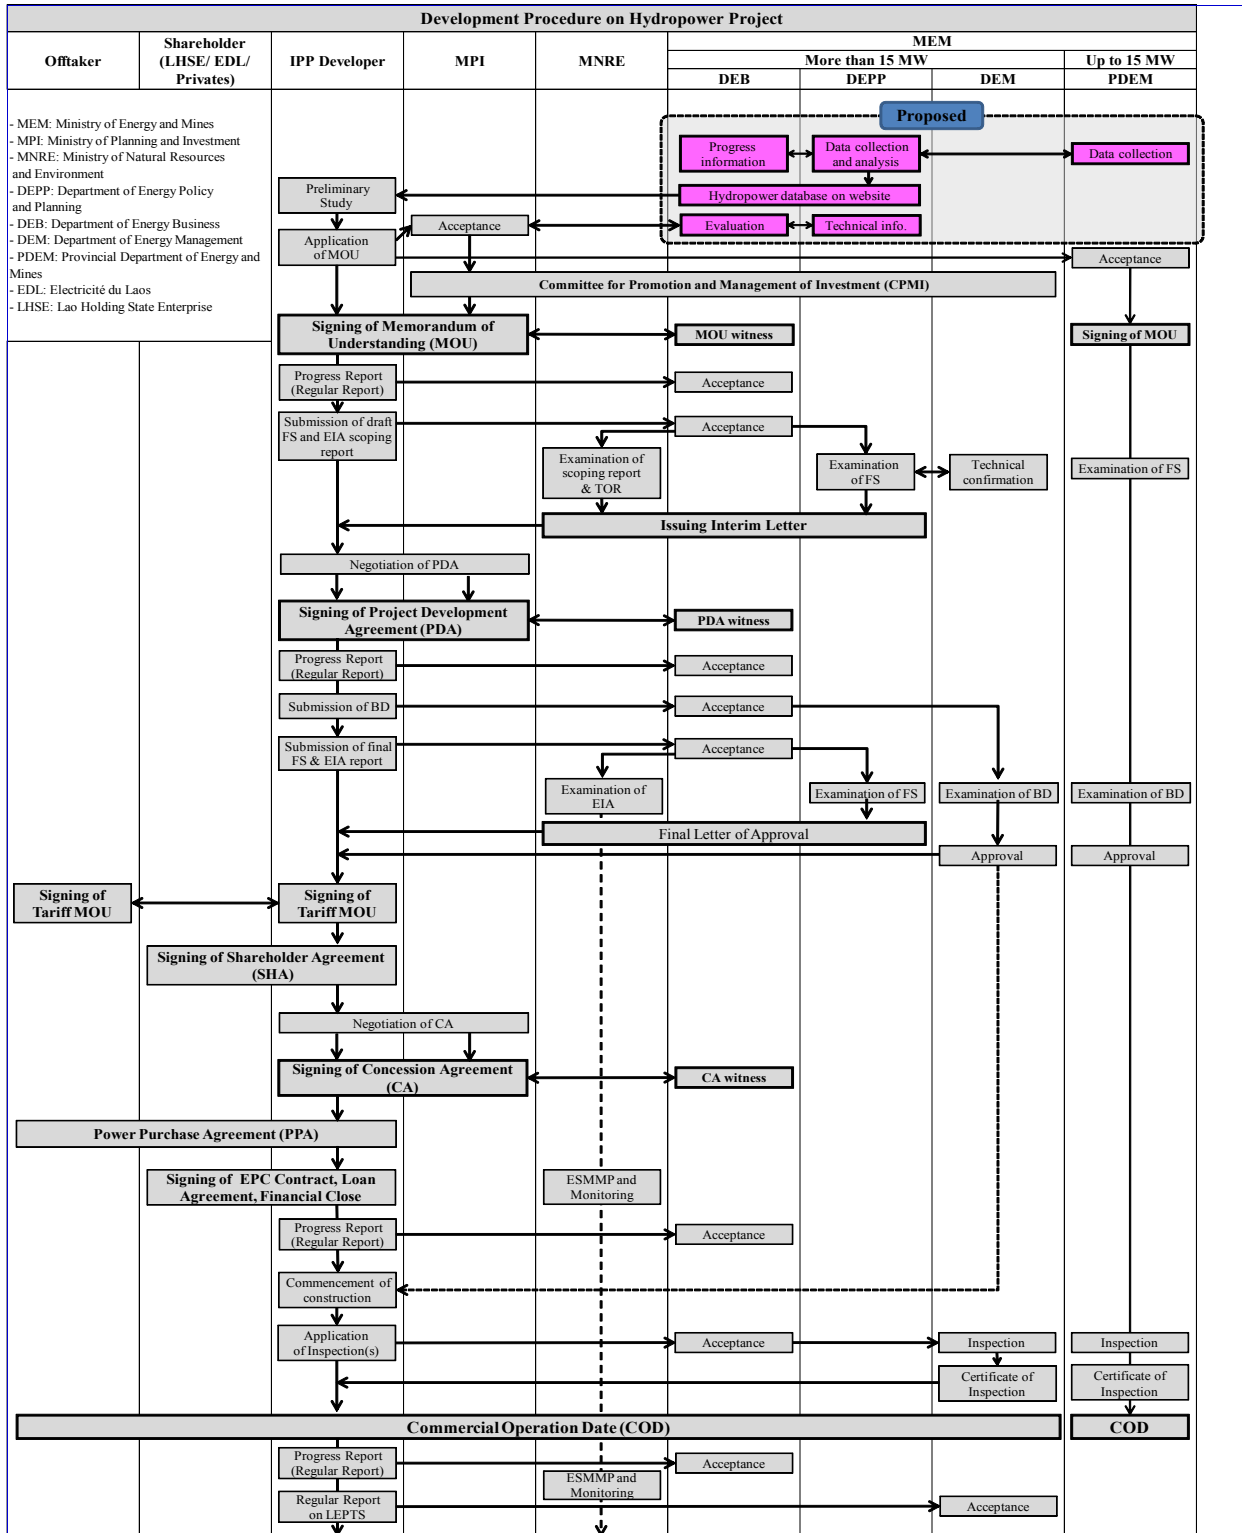 Development Procedure on Hydropower Project
Offtaker
Shareholder
(LHSE/ EDL/
Privates)
IPP Developer
MPI
MNRE
MEM
More than 15 MW
Up to 15 MW
DEB
DEPP
DEM
PDEM
- MEM: Ministry of Energy and Mines
- MPI: Ministry of Planning and Investment
- MNRE: Ministry of Natural Resources
and Environment
- DEPP: Department of Energy Policy
and Planning
- DEB: Department of Energy Business
- DEM: Department of Energy Management
- PDEM: Provincial Department of Energy and
Mines
- EDL: Electricité du Laos
- LHSE: Lao Holding State Enterprise
Proposed
Progress
information
Data collection
and analysis
Data collection
Preliminary
Study
Hydropower database on website
Application
of MOU
Acceptance
Evaluation
Technical info.
Acceptance
Committee for Promotion and Management of Investment (CPMI)
Signing of Memorandum of
Understanding (MOU)
MOU witness
Signing of MOU
Progress Report
(Regular Report)
Acceptance
Submission of draft
FS and EIA scoping
report
Acceptance
Examination of
scoping report
& TOR
Examination
of FS
Technical
confirmation
Examination of FS
Issuing Interim Letter
Negotiation of PDA
Signing of Project Development
Agreement (PDA)
PDA witness
Progress Report
(Regular Report)
Acceptance
Submission of BD
Acceptance
Submission of final
FS & EIA report
Acceptance
Examination of
EIA
Examination of FS
Examination of BD
Examination of BD
Final Letter of Approval
Approval
Approval
Signing of
Tariff MOU
Signing of
Tariff MOU
Signing of Shareholder Agreement
(SHA)
Negotiation of CA
Signing of Concession Agreement
(CA)
CA witness
Power Purchase Agreement (PPA)
Signing of EPC Contract, Loan
Agreement, Financial Close
ESMMP and
Monitoring
Progress Report
(Regular Report)
Acceptance
Commencement of
construction
Application
of Inspection(s)
Acceptance
Inspection
Inspection
Certificate of
Inspection
Certificate of
Inspection
Commercial Operation Date (COD)
COD
Progress Report
(Regular Report)
Acceptance
ESMMP and
Monitoring
Regular Report
on LEPTS
Acceptance